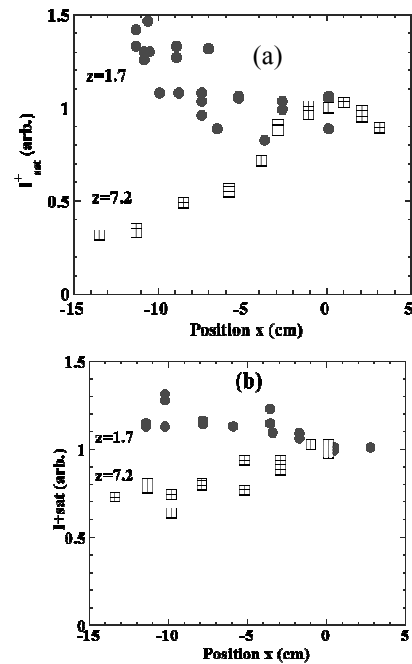 1.5
(a)
z=1.7
1
I+sat (arb.)
0.5
z=7.2
0
-15 -10 -5 0 5
Position x (cm)
1.5
(b)
z=1.7
1
I+sat (arb.)
z=7.2
0.5
0
-15 -10 -5 0 5
Position x (cm)